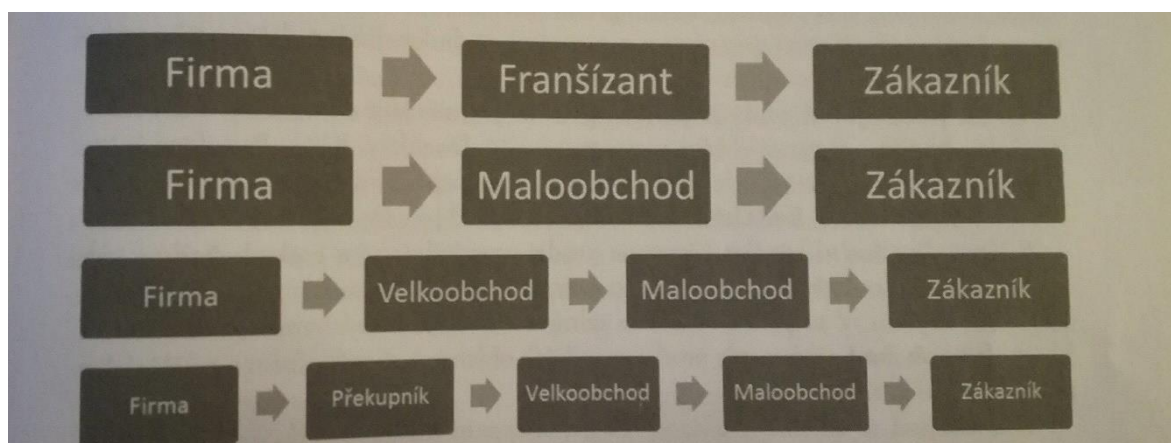 Firma Franšízant Zákazník
Firma Maloobchod Zákazník
Firma Velkoobchod Maloobchod Zákazník
Firma Překupník Velkoobchod Maloobchod Zákazník